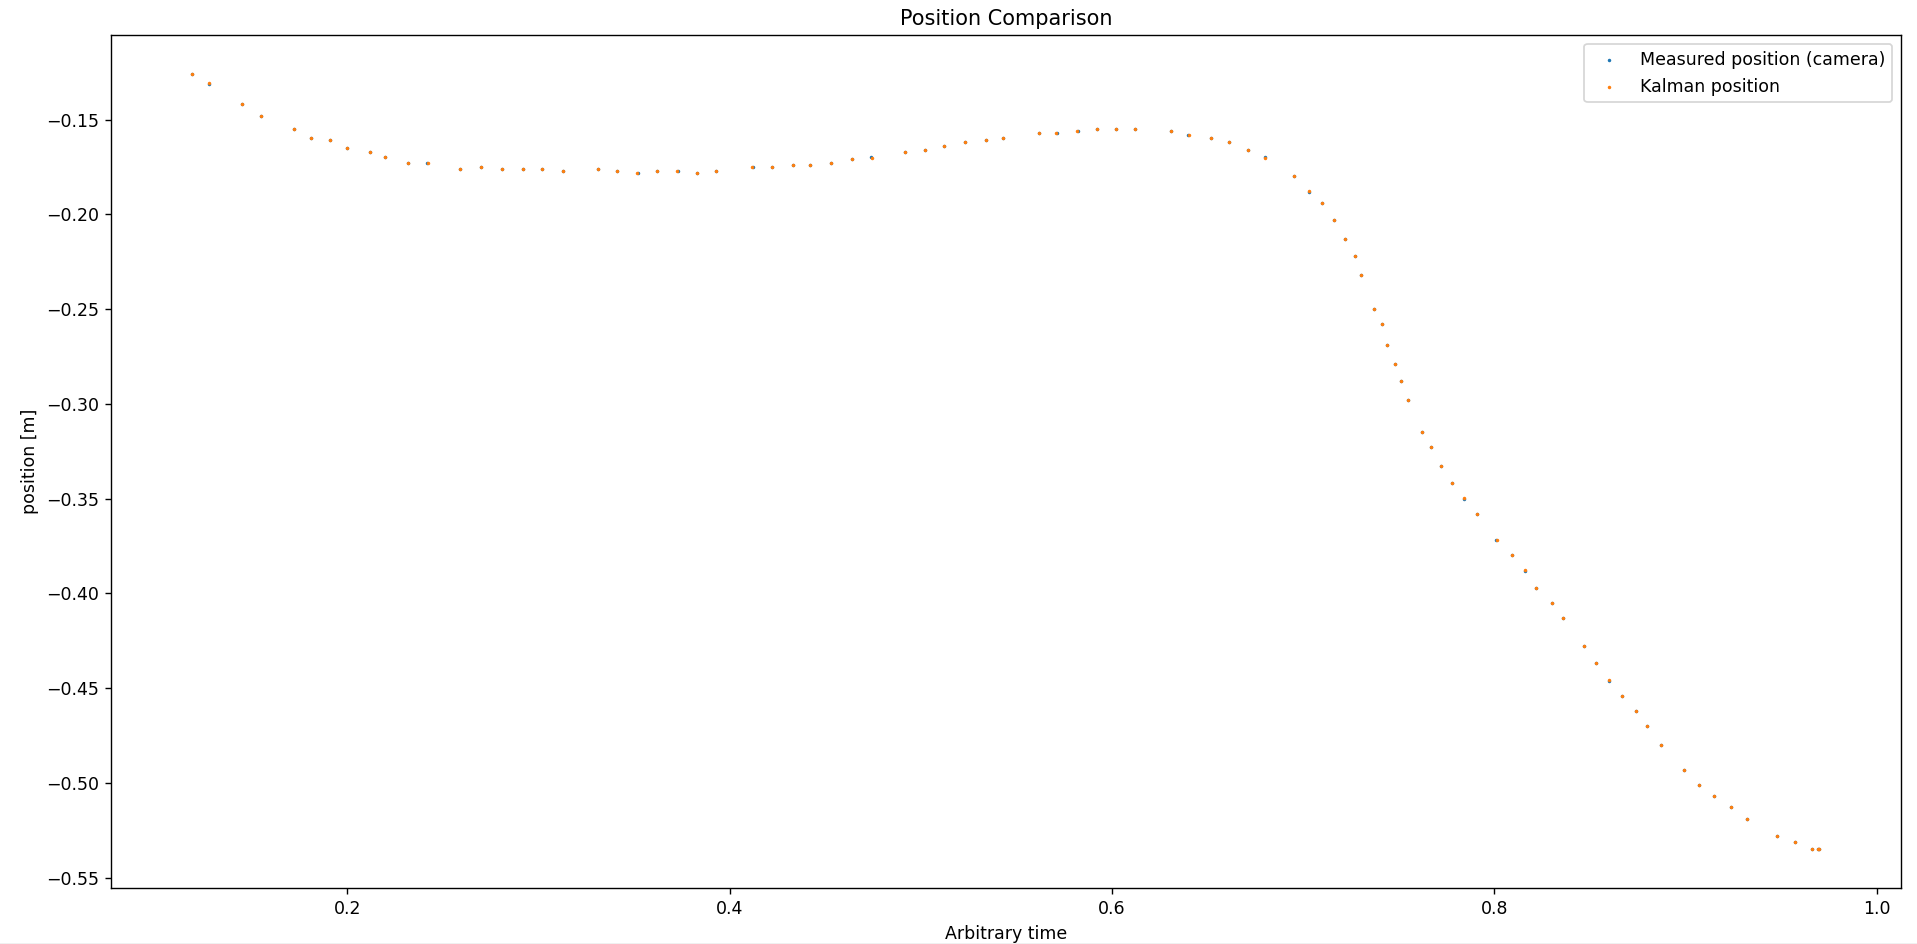 Position Comparison
Measured position (camera)
Kalman position
−0.15
−0.20
−0.25
−0.30
−0.35
−0.40
−0.45
−0.50
−0.55
position [m]
0.2 0.4 0.6 0.8 1.0
Arbitrary time